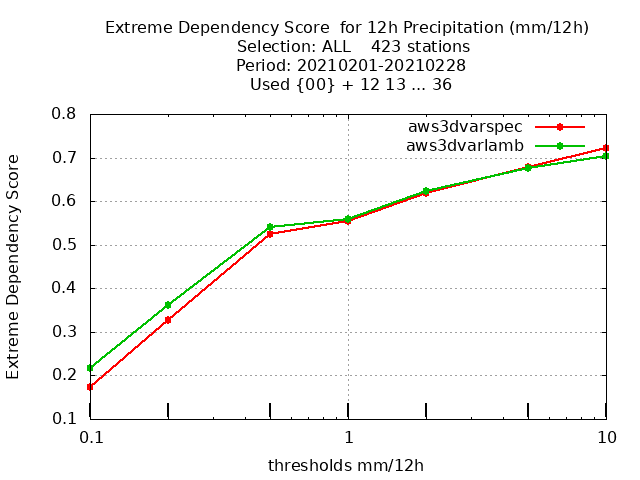 Extreme Dependency Score  for 12h Precipitation (mm/12h)
Selection: ALL    423 stations
Period: 20210201-20210228
Used {00} + 12 13 ... 36
aws3dvarspec
aws3dvarlamb
Extreme Dependency Score
0.8
0.7
0.6
0.5
0.4
0.3
0.2
0.1
0.1 1 10
thresholds mm/12h